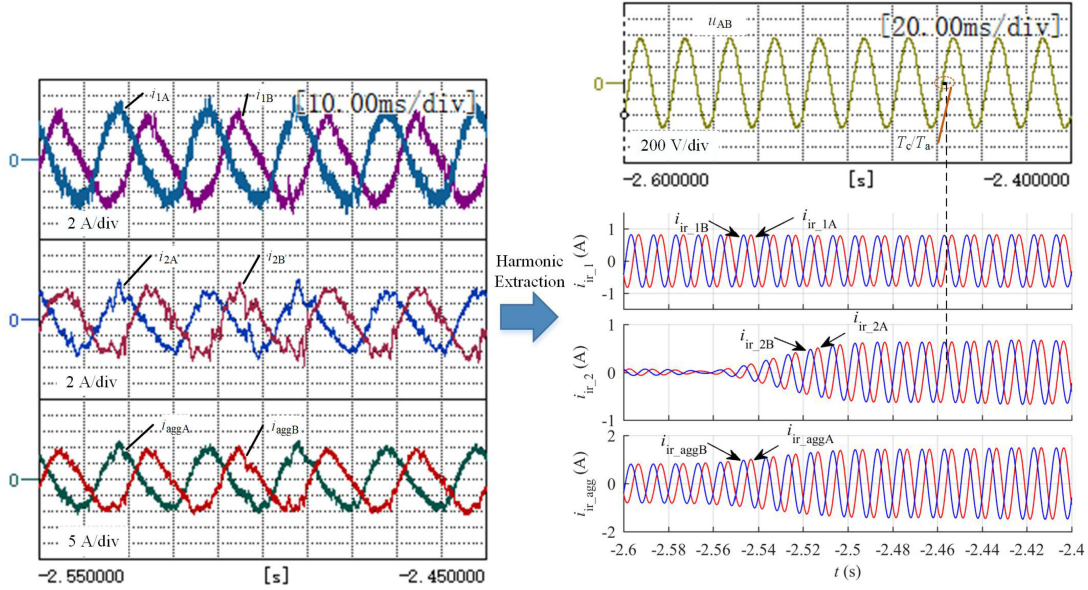 i1A
i1B
[10.00ms/div]
0
2 A/div
i2A
i2B
0
2 A/div
iaggA
iaggB
0
5 A/div
-2.550000
[s]
-2.450000
Harmonic
Extraction
uAB
[20.00ms/div]
0
200 V/div
Tc/Ta
-2.600000
[s]
-2.400000
iir_1B
iir_1A
iir_1 (A)
1
0
-1
iir_2B
iir_2A
iir_2 (A)
1
0
-1
iir_aggB
iir_aggA
iir_agg (A)
2
0
-2
-2.6 -2.58 -2.56 -2.54 -2.52 -2.5 -2.48 -2.46 -2.44 -2.42 -2.4
t (s)